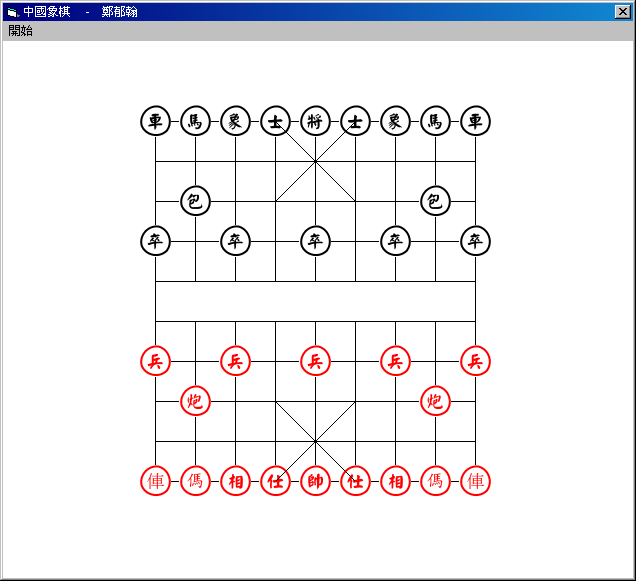 中國象棋 - 鄭郁翰
開始
車馬象士將士象馬車
包包
卒卒卒卒卒
兵兵兵兵兵
炮炮
俥傌相仕帥仕相傌俥